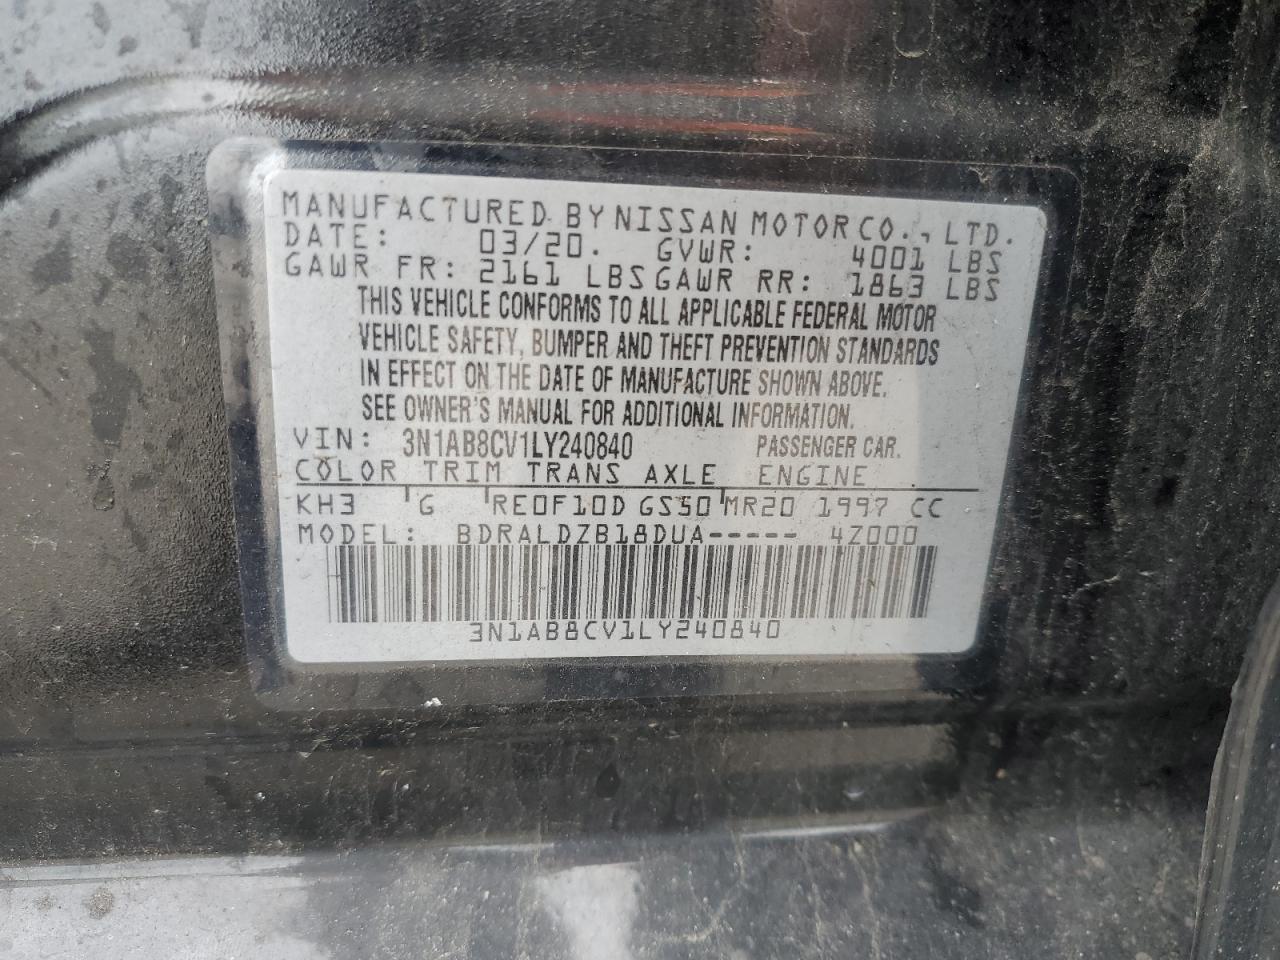 MANUFACTURED BY NISSAN MOTOR CO., LTD.
DATE: 03/20. GVWR: 4001 LBS
GAWR FR: 2161 LBS GAWR RR: 1863 LBS
THIS VEHICLE CONFORMS TO ALL APPLICABLE FEDERAL MOTOR
VEHICLE SAFETY, BUMPER AND THEFT PREVENTION STANDARDS
IN EFFECT ON THE DATE OF MANUFACTURE SHOWN ABOVE.
SEE OWNER'S MANUAL FOR ADDITIONAL INFORMATION.
VIN: 3N1AB8CV1LY240840 PASSENGER CAR.
COLOR TRIM TRANS AXLE ENGINE
KH3 G RE0F10D GS50 MR20 1997 CC
MODEL: BDRALDZB18DUA----- 4Z000
3N1AB8CV1LY240840